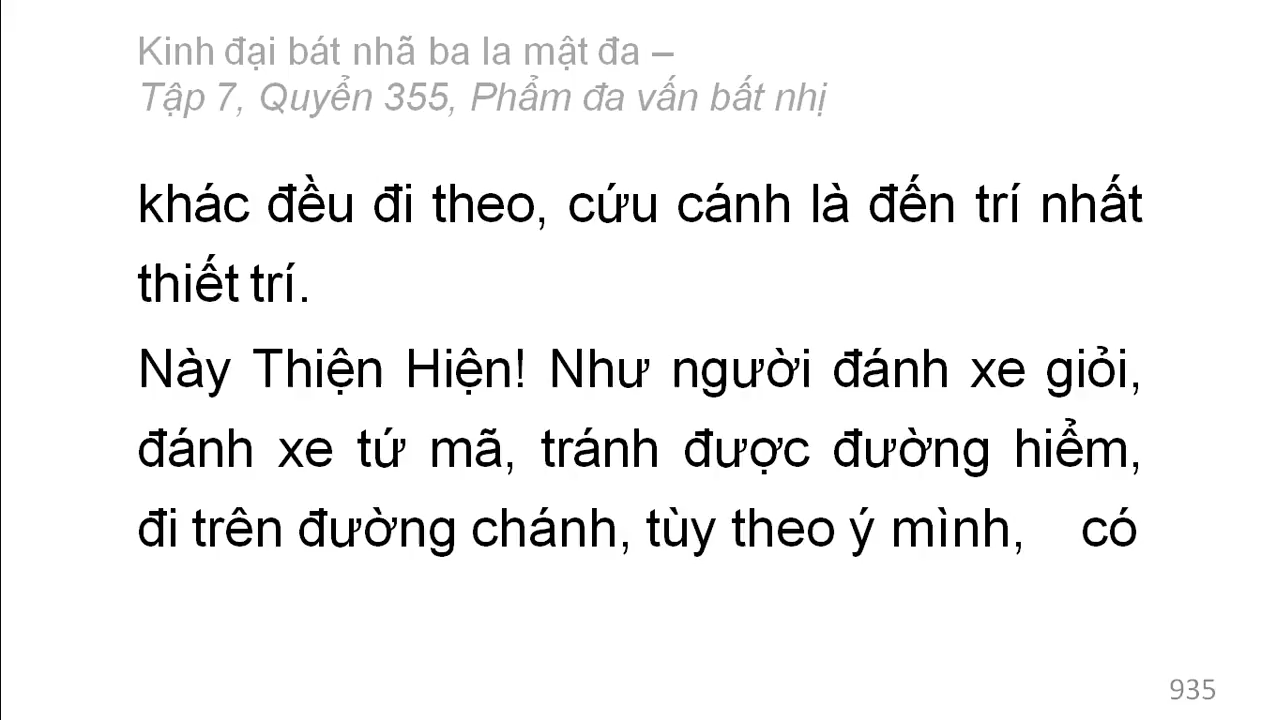 Kinh đại bát nhã ba la mật đa –
Tập 7, Quyển 355, Phẩm đa vấn bất nhị
khác đều đi theo, cứu cánh là đến trí nhất
thiết trí.
Này Thiện Hiện! Như người đánh xe giỏi,
đánh xe tứ mã, tránh được đường hiểm,
đi trên đường chánh, tùy theo ý mình, có
935